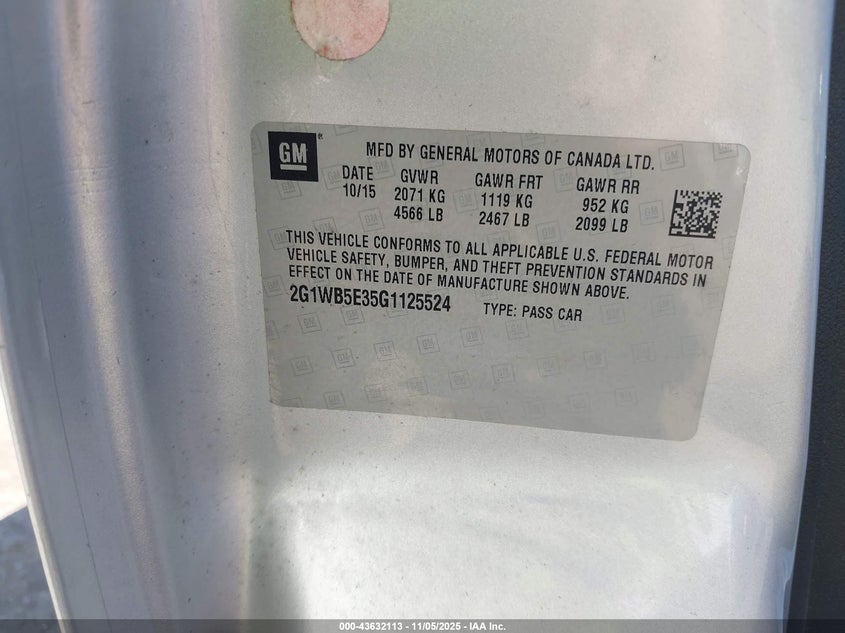 GM
MFD BY GENERAL MOTORS OF CANADA LTD.
DATE GVWR GAWR FRT GAWR RR
10/15 2071 KG 1119 KG 952 KG
4566 LB 2467 LB 2099 LB
THIS VEHICLE CONFORMS TO ALL APPLICABLE U.S. FEDERAL MOTOR
VEHICLE SAFETY, BUMPER, AND THEFT PREVENTION STANDARDS IN
EFFECT ON THE DATE OF MANUFACTURE SHOWN ABOVE.
2G1WB5E35G1125524 TYPE: PASS CAR
000-43632113 - 11/05/2025 - IAA Inc.